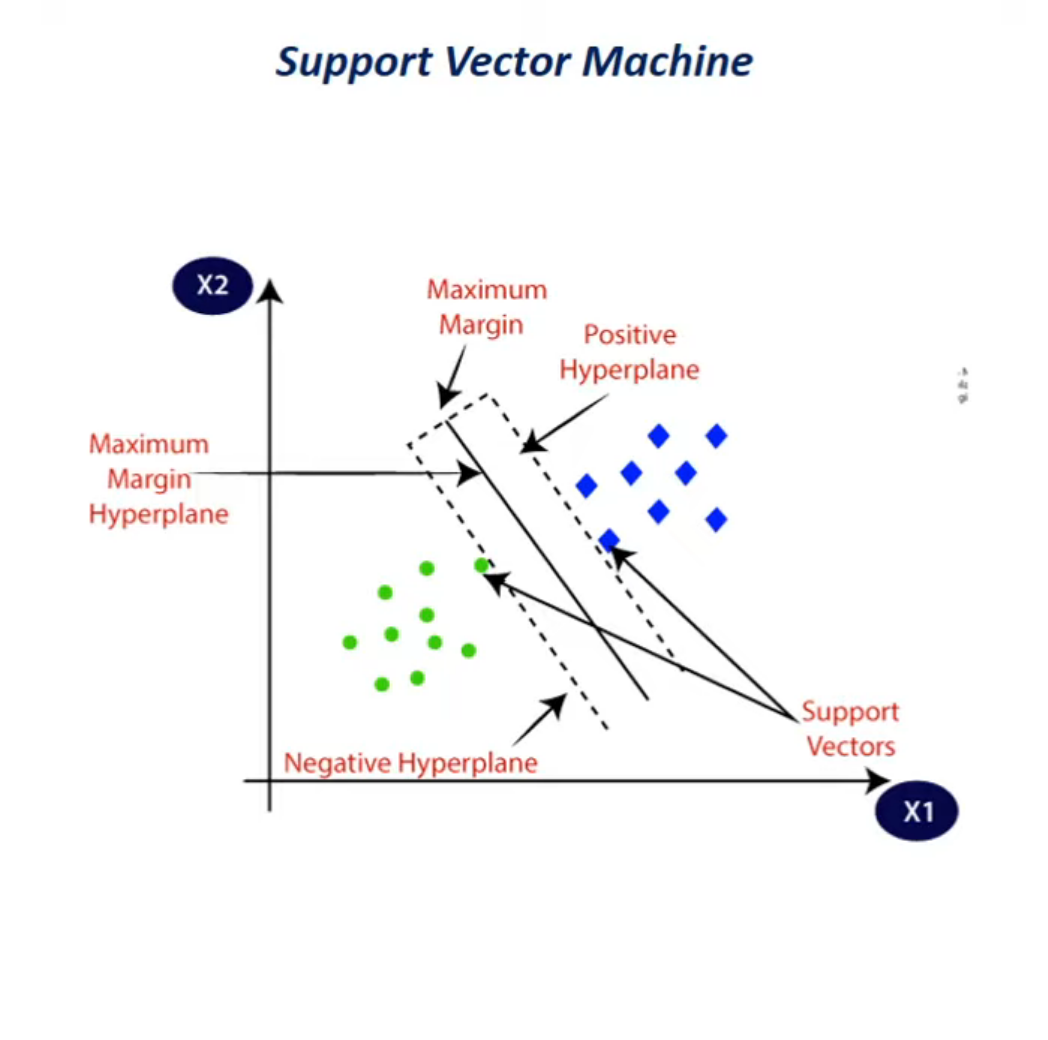 Support Vector Machine
X2
Maximum
Margin
Positive
Hyperplane
Maximum
Margin
Hyperplane
Support
Vectors
Negative Hyperplane
X1